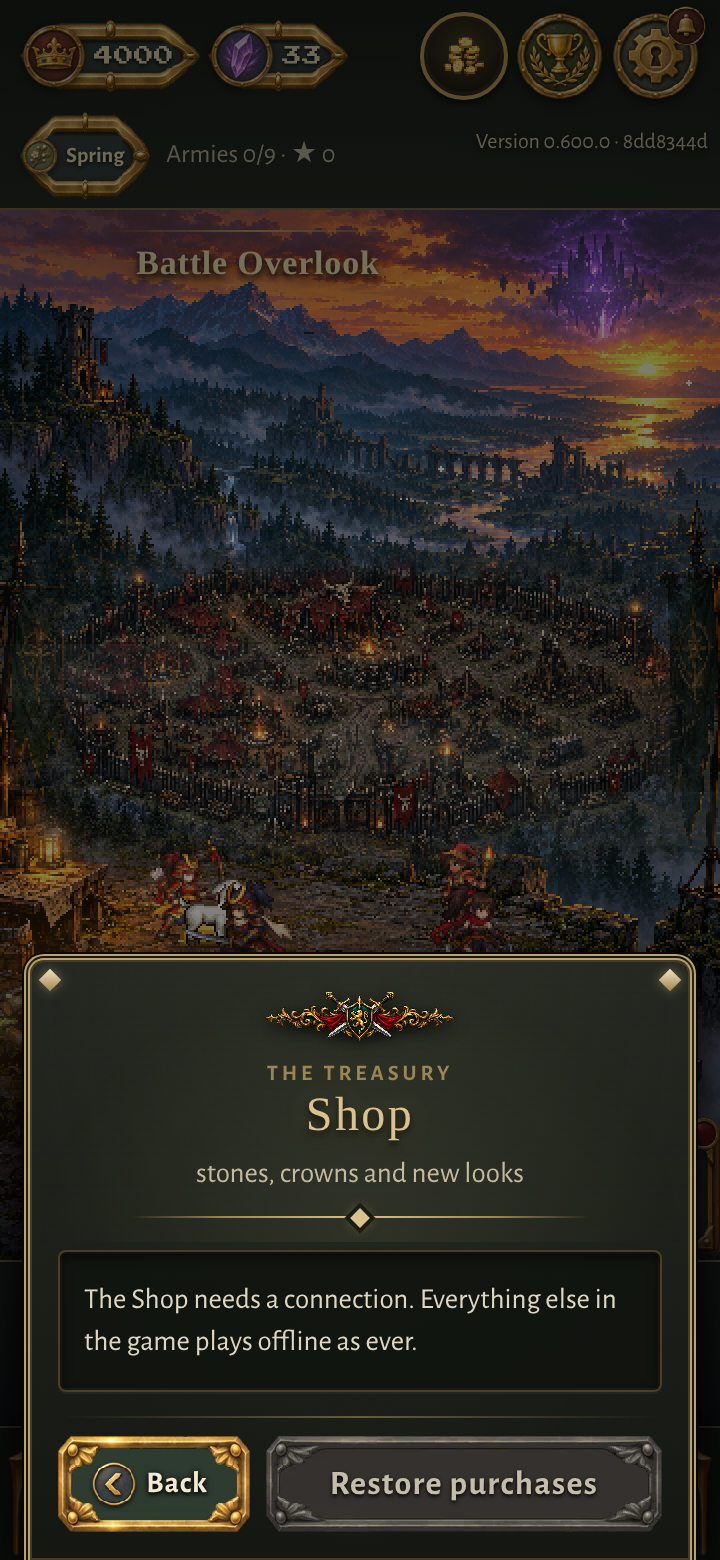 4000
33
Spring
Armies 0/9 · ★ 0
Version 0.600.0 · 8dd8344d
Battle Overlook
THE TREASURY
Shop
stones, crowns and new looks
The Shop needs a connection. Everything else in
the game plays offline as ever.
Back
Restore purchases